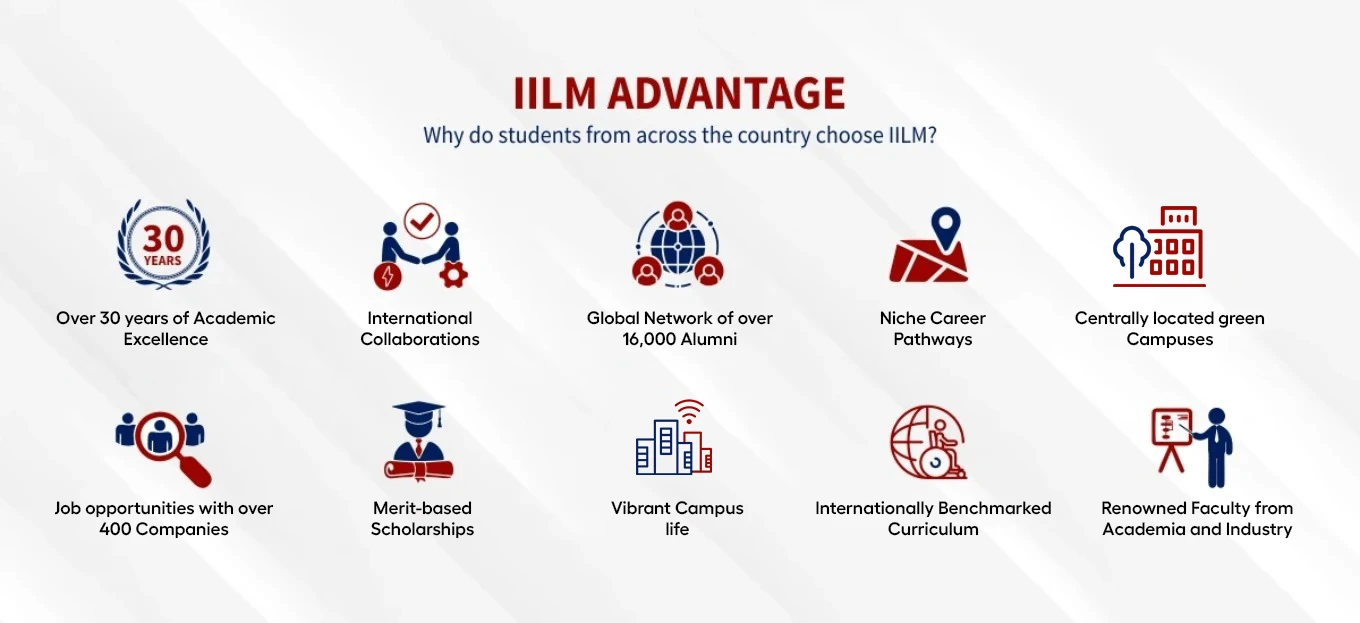 IILM ADVANTAGE
Why do students from across the country choose IILM?
30
YEARS
Over 30 years of Academic
Excellence
International
Collaborations
Global Network of over
16,000 Alumni
Niche Career
Pathways
Centrally located green
Campuses
Job opportunities with over
400 Companies
Merit-based
Scholarships
Vibrant Campus
life
Internationally Benchmarked
Curriculum
Renowned Faculty from
Academia and Industry